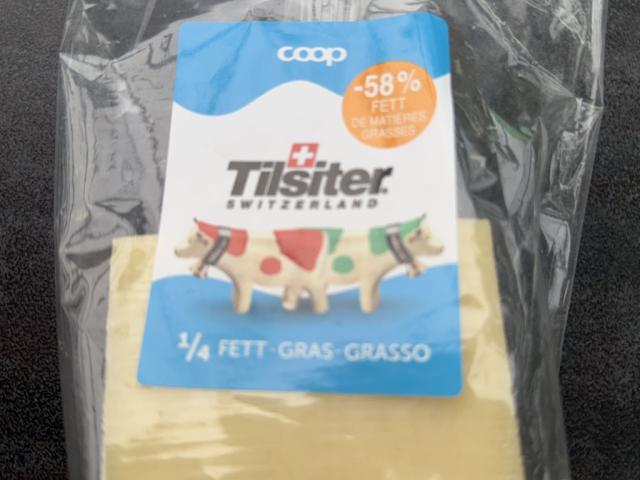 coop
-58%
FETT
DE MATIÈRES
GRASSES
Tilsiter
SWITZERLAND
1/4 FETT-GRAS-GRASSO